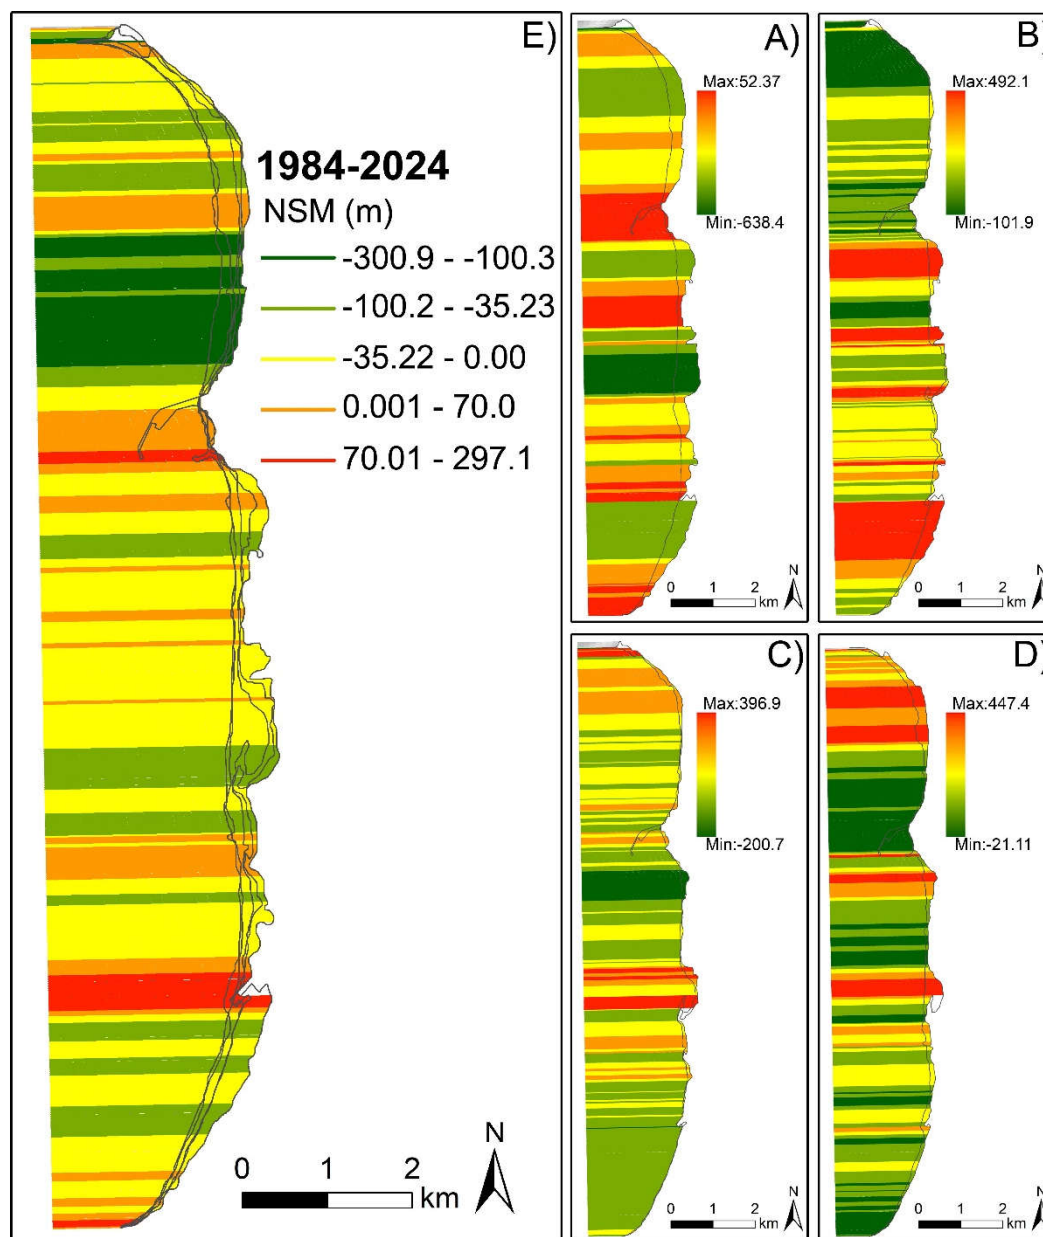 E)
1984-2024
NSM (m)
-300.9 - -100.3
-100.2 - -35.23
-35.22 - 0.00
0.001 - 70.0
70.01 - 297.1
N
0 1 2
km
A)
Max:52.37
Min:-638.4
N
0 1 2
km
B)
Max:492.1
Min:-101.9
N
0 1 2
km
C)
Max:396.9
Min:-200.7
N
0 1 2
km
D)
Max:447.4
Min:-21.11
N
0 1 2
km